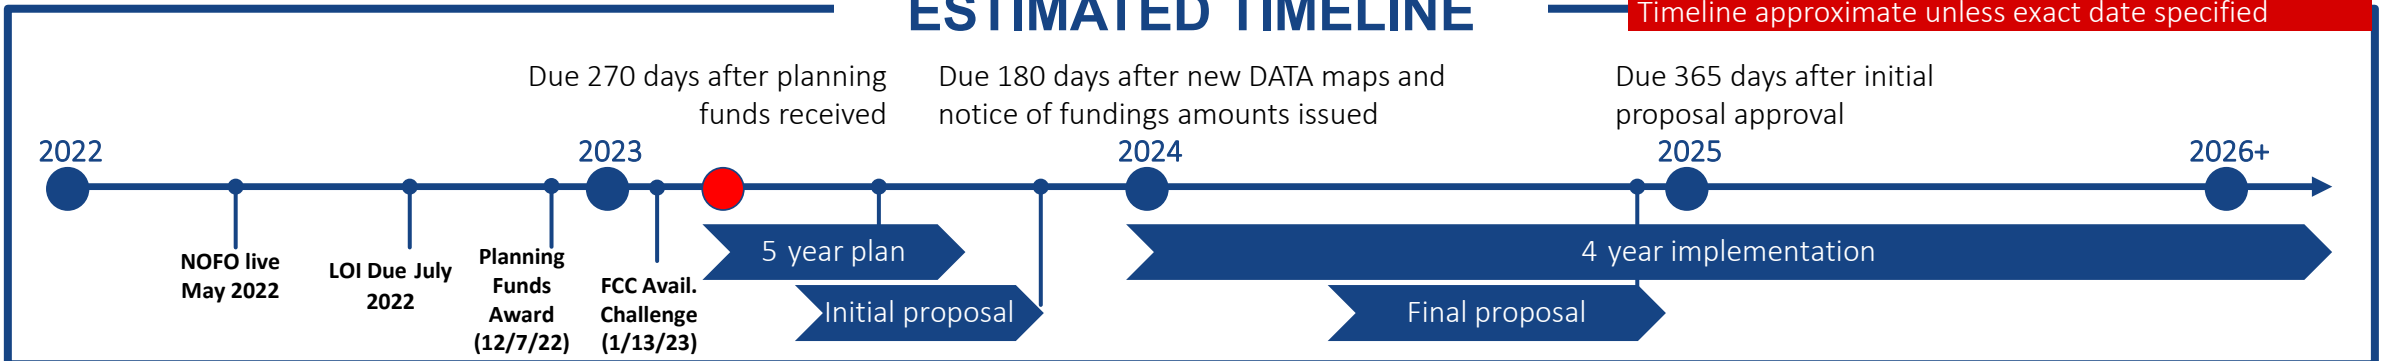 ESTIMATED TIMELINE
Timeline approximate unless exact date specified
Due 270 days after planning
funds received
Due 180 days after new DATA maps and
notice of fundings amounts issued
Due 365 days after initial
proposal approval
2022
2023
2024
2025
2026+
NOFO live
May 2022
LOI Due July
2022
Planning
Funds
Award
(12/7/22)
FCC Avail.
Challenge
(1/13/23)
5 year plan
4 year implementation
Initial proposal
Final proposal